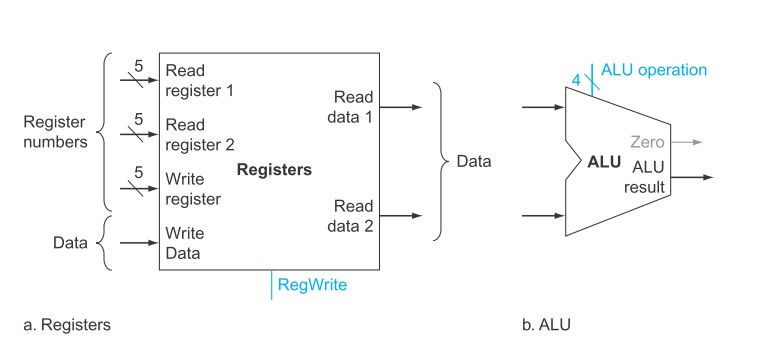 5
Read
register 1
5
Read
register 2
5
Write
register
Write
Data
Register
numbers
Data
Registers
Read
data 1
Read
data 2
Data
RegWrite
a. Registers
4
ALU operation
Zero
ALU
ALU
result
b. ALU